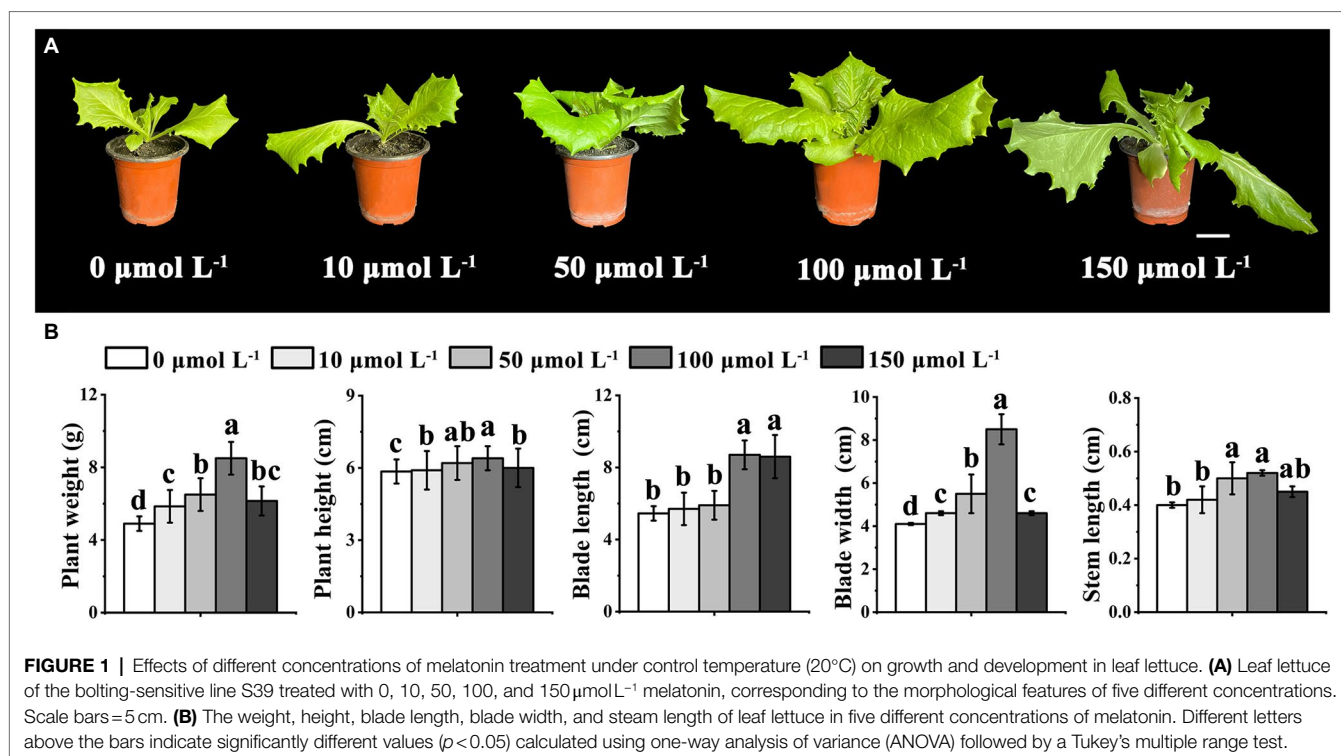 A
0 µmol L⁻¹ 10 µmol L⁻¹ 50 µmol L⁻¹ 100 µmol L⁻¹ 150 µmol L⁻¹
B
0 µmol L⁻¹ 10 µmol L⁻¹ 50 µmol L⁻¹ 100 µmol L⁻¹ 150 µmol L⁻¹
Plant weight (g)
12
8
4
0
d c b a bc
Plant height (cm)
9
6
3
0
c b ab a b
Blade length (cm)
12
8
4
0
b b b a a
Blade width (cm)
10
8
6
4
2
0
d c b a c
Stem length (cm)
0.8
0.6
0.4
0.2
0.0
b b a a ab
FIGURE 1 | Effects of different concentrations of melatonin treatment under control temperature (20°C) on growth and development in leaf lettuce. (A) Leaf lettuce
of the bolting-sensitive line S39 treated with 0, 10, 50, 100, and 150 µmol L⁻¹ melatonin, corresponding to the morphological features of five different concentrations.
Scale bars = 5 cm. (B) The weight, height, blade length, blade width, and steam length of leaf lettuce in five different concentrations of melatonin. Different letters
above the bars indicate significantly different values (p < 0.05) calculated using one-way analysis of variance (ANOVA) followed by a Tukey's multiple range test.